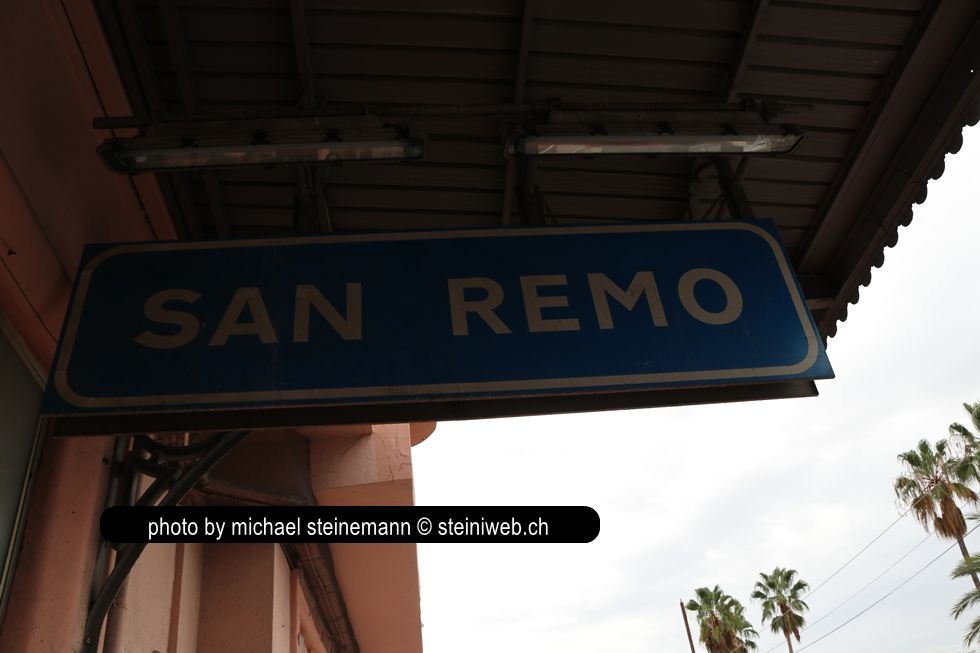 SAN REMO
photo by michael steinemann © steiniweb.ch